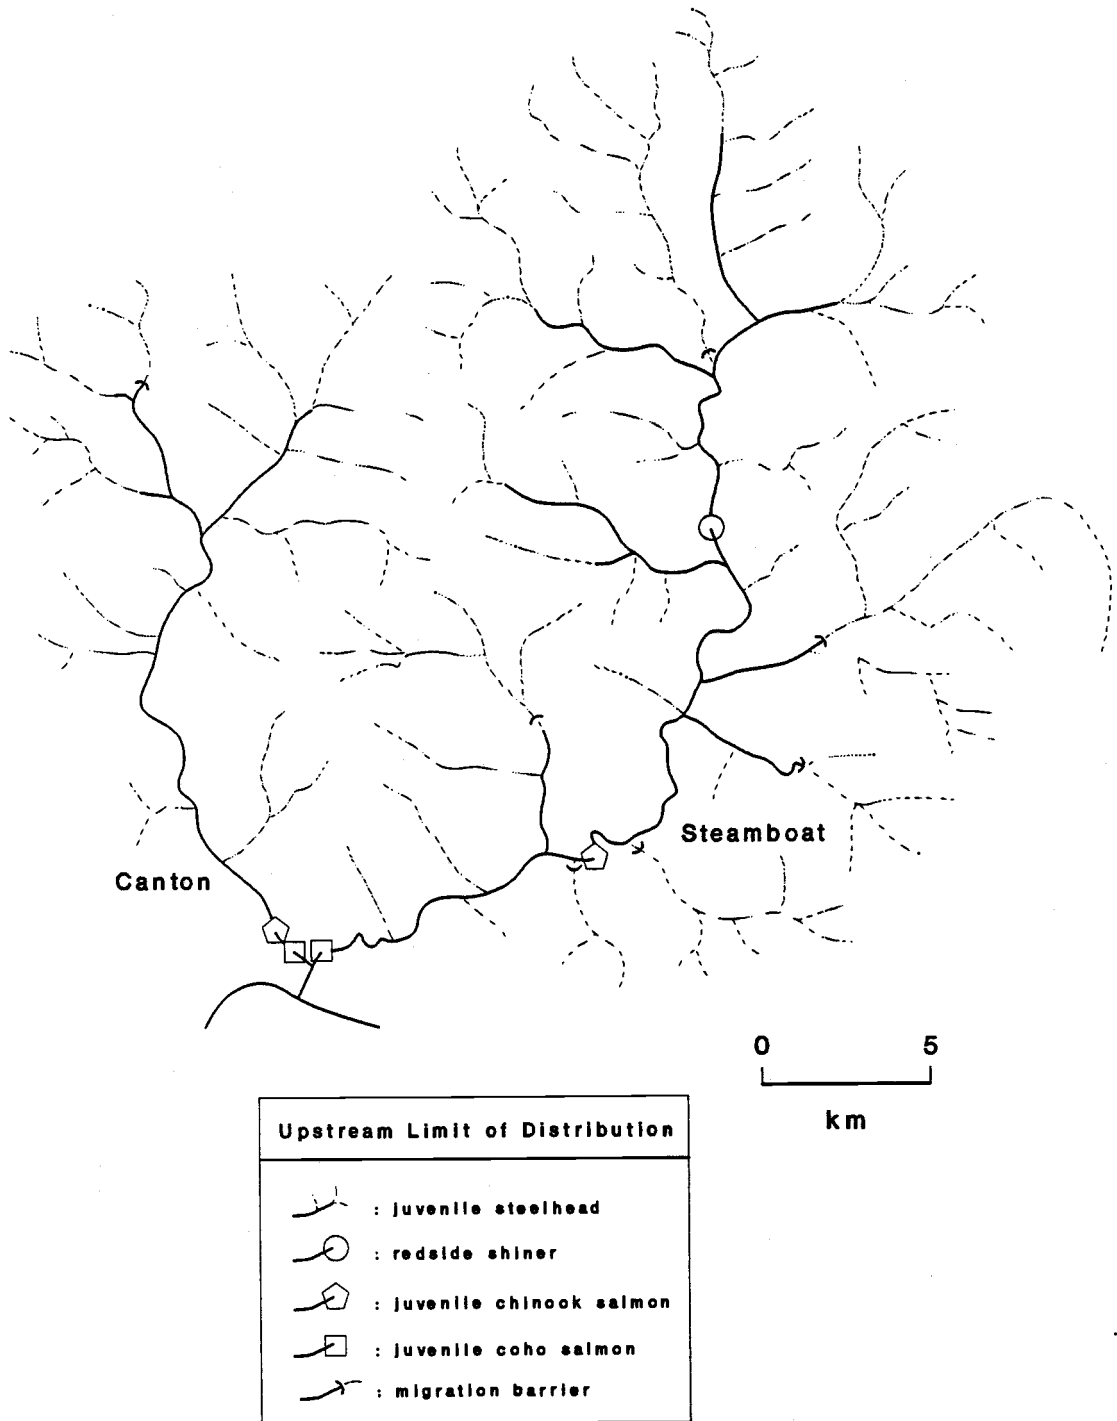 Steamboat
Canton
0 5
km
Upstream Limit of Distribution
: juvenile steelhead
: redside shiner
: juvenile chinook salmon
: juvenile coho salmon
: migration barrier